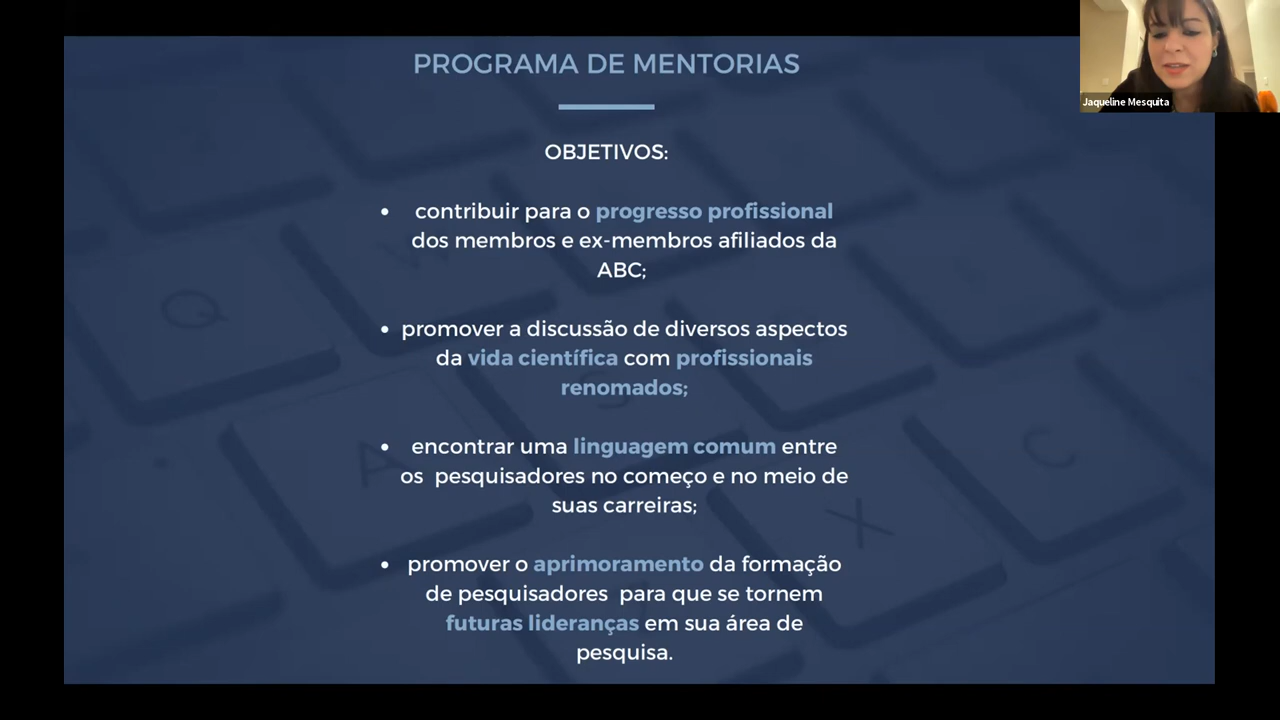 PROGRAMA DE MENTORIAS
Jaqueline Mesquita
OBJETIVOS:
• contribuir para o progresso profissional
dos membros e ex-membros afiliados da
ABC;
• promover a discussão de diversos aspectos
da vida científica com profissionais
renomados;
• encontrar uma linguagem comum entre
os pesquisadores no começo e no meio de
suas carreiras;
• promover o aprimoramento da formação
de pesquisadores para que se tornem
futuras lideranças em sua área de
pesquisa.
Q
W
A
S
X
C